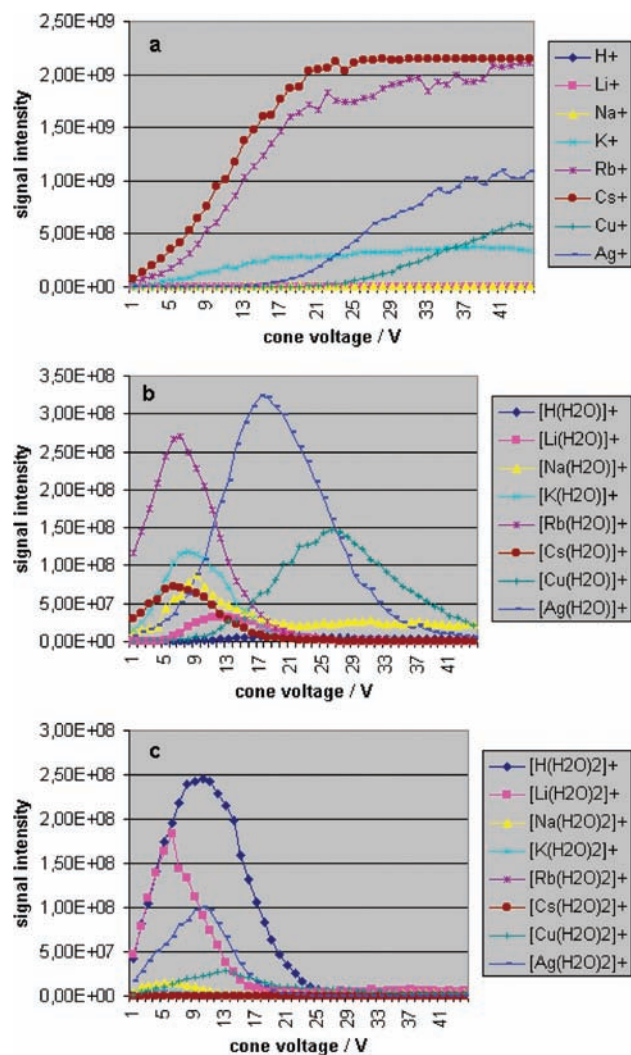 a
signal intensity
2,50E+09
2,00E+09
1,50E+09
1,00E+09
5,00E+08
0,00E+00
1 5 9 13 17 21 25 29 33 37 41
cone voltage / V
H+
Li+
Na+
K+
Rb+
Cs+
Cu+
Ag+
b
signal intensity
3,50E+08
3,00E+08
2,50E+08
2,00E+08
1,50E+08
1,00E+08
5,00E+07
0,00E+00
1 5 9 13 17 21 25 29 33 37 41
cone voltage / V
[H(H2O)]+
[Li(H2O)]+
[Na(H2O)]+
[K(H2O)]+
[Rb(H2O)]+
[Cs(H2O)]+
[Cu(H2O)]+
[Ag(H2O)]+
c
signal intensity
3,00E+08
2,50E+08
2,00E+08
1,50E+08
1,00E+08
5,00E+07
0,00E+00
1 5 9 13 17 21 25 29 33 37 41
cone voltage / V
[H(H2O)2]+
[Li(H2O)2]+
[Na(H2O)2]+
[K(H2O)2]+
[Rb(H2O)2]+
[Cs(H2O)2]+
[Cu(H2O)2]+
[Ag(H2O)2]+